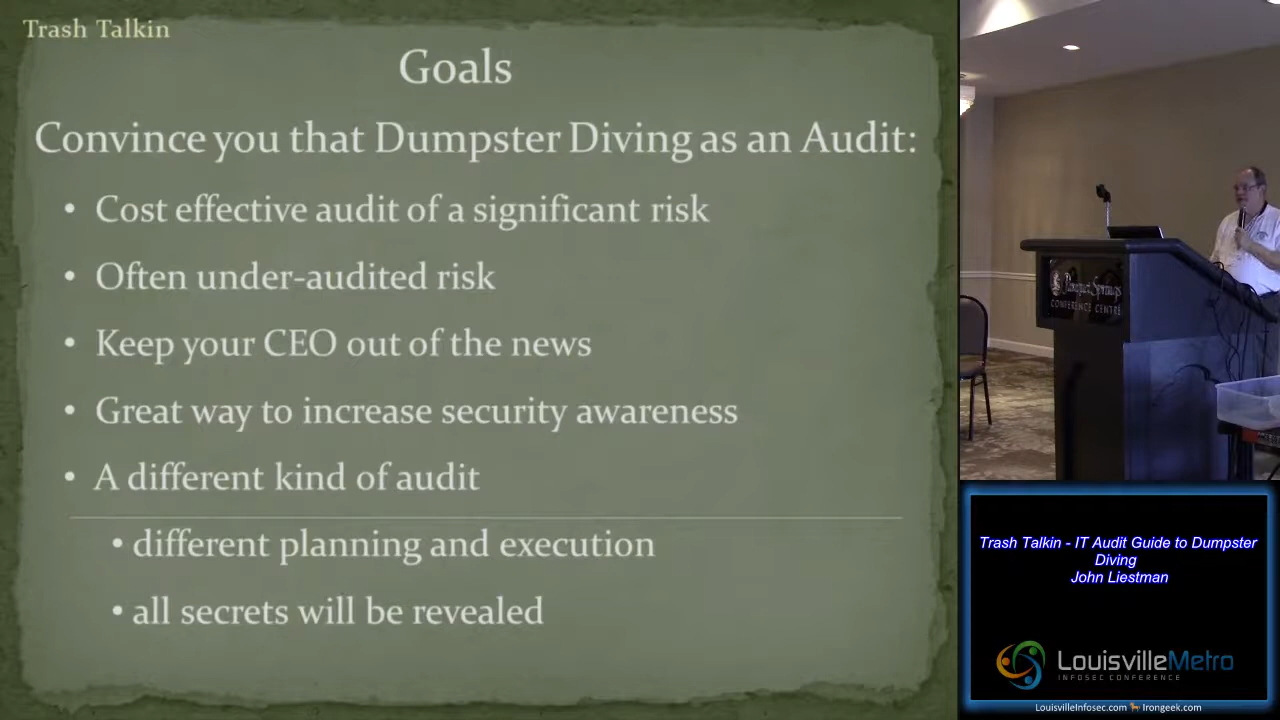 Trash Talkin
Goals
Convince you that Dumpster Diving as an Audit:
• Cost effective audit of a significant risk
• Often under-audited risk
• Keep your CEO out of the news
• Great way to increase security awareness
• A different kind of audit
• different planning and execution
• all secrets will be revealed
CONFERENCE CENTRE
Trash Talkin - IT Audit Guide to Dumpster
Diving
John Liestman
LouisvilleMetro
INFOSEC CONFERENCE
LouisvilleInfosec.com Irongeek.com